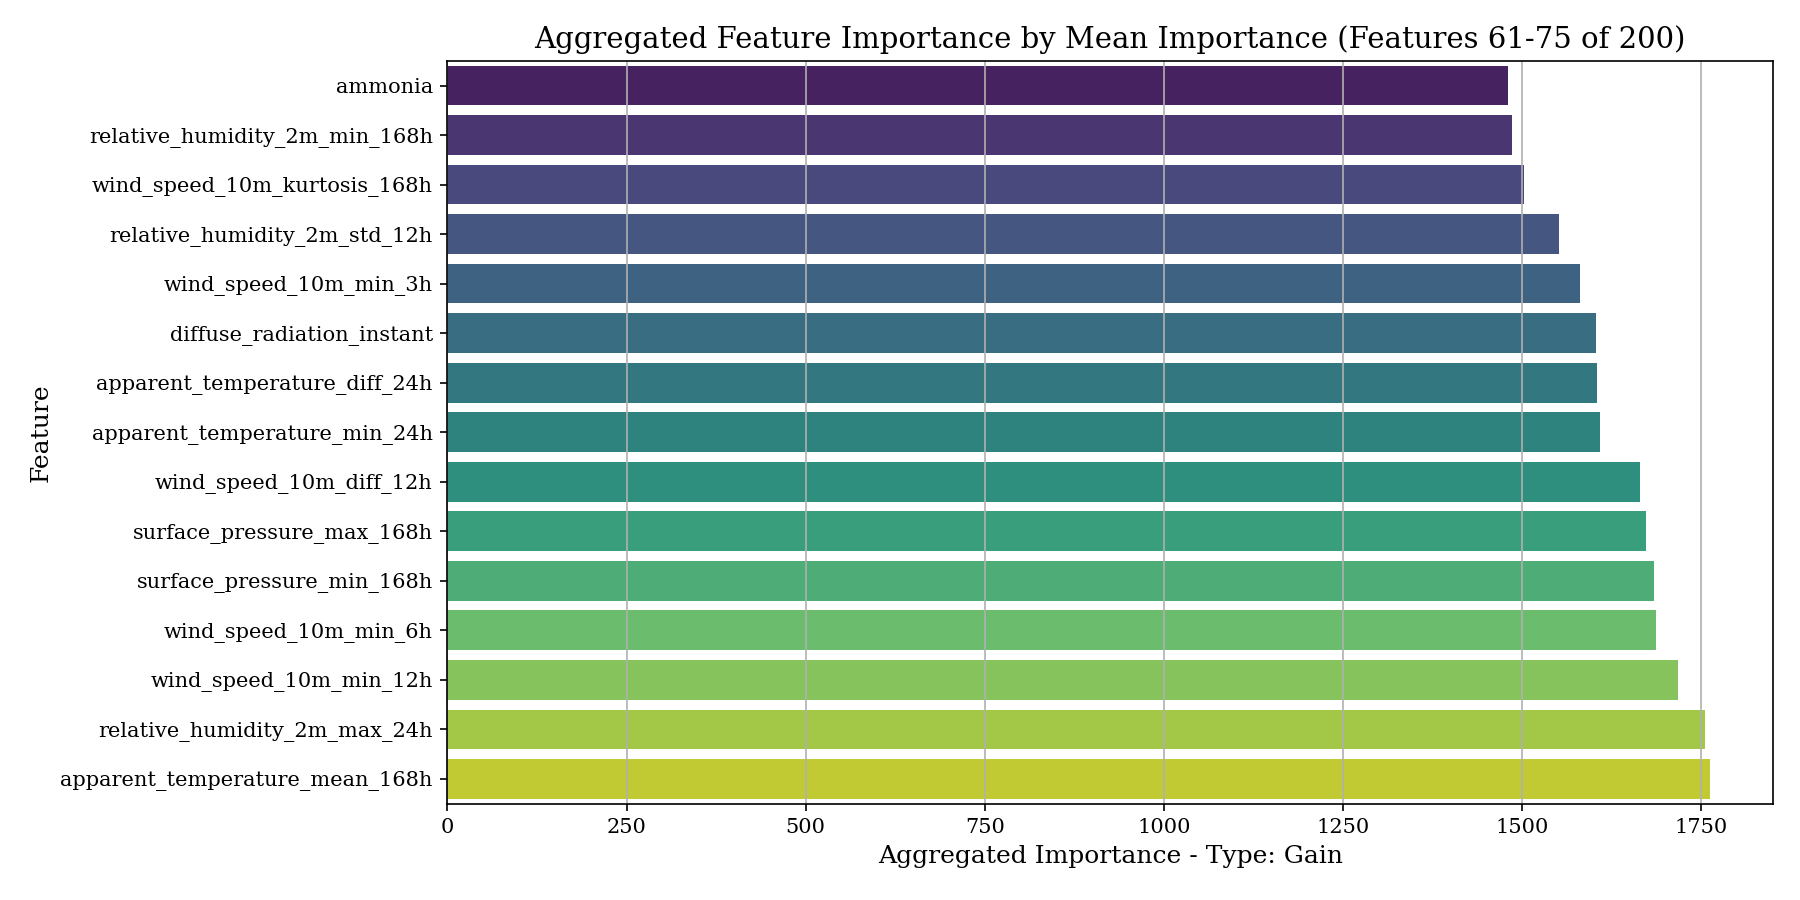 Aggregated Feature Importance by Mean Importance (Features 61-75 of 200)
ammonia
relative_humidity_2m_min_168h
wind_speed_10m_kurtosis_168h
relative_humidity_2m_std_12h
wind_speed_10m_min_3h
diffuse_radiation_instant
apparent_temperature_diff_24h
apparent_temperature_min_24h
wind_speed_10m_diff_12h
surface_pressure_max_168h
surface_pressure_min_168h
wind_speed_10m_min_6h
wind_speed_10m_min_12h
relative_humidity_2m_max_24h
apparent_temperature_mean_168h
Feature
0 250 500 750 1000 1250 1500 1750
Aggregated Importance - Type: Gain